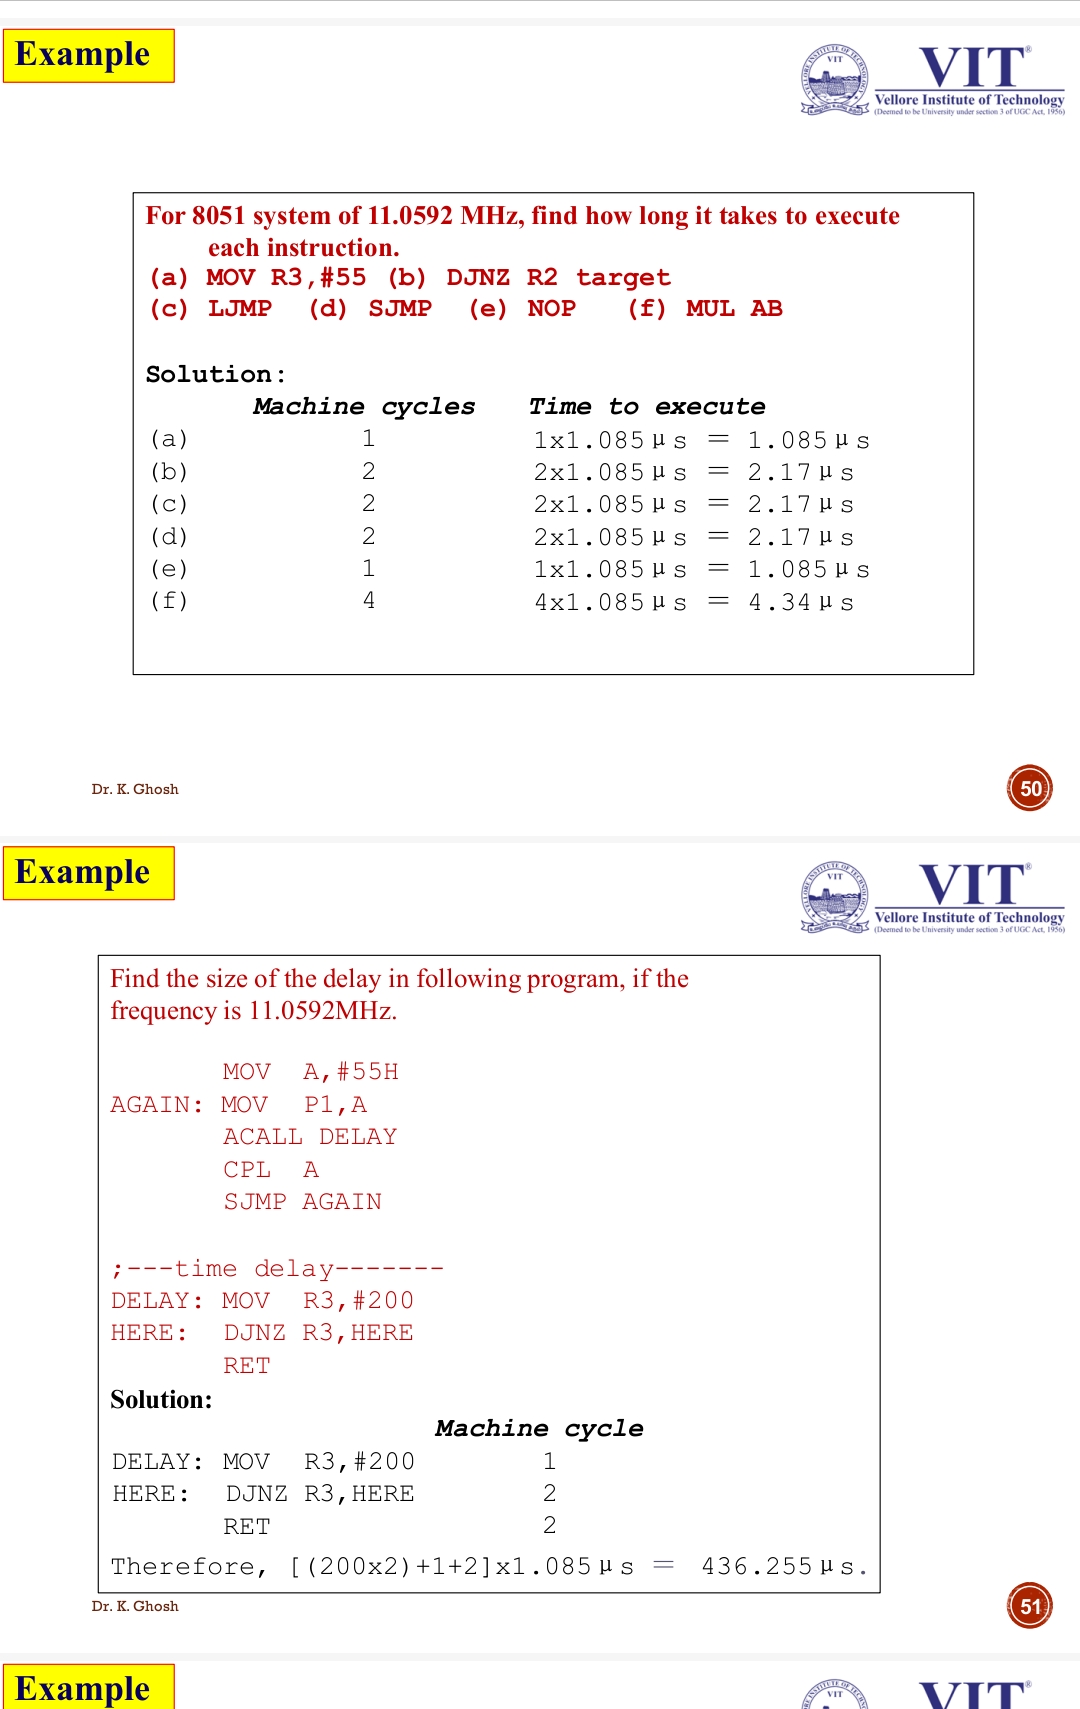 Example
VIT
VIT®
Vellore Institute of Technology
(Deemed to be University under section 3 of UGC Act, 1956)
For 8051 system of 11.0592 MHz, find how long it takes to execute
each instruction.
(a) MOV R3,#55 (b) DJNZ R2 target
(c) LJMP (d) SJMP (e) NOP (f) MUL AB
Solution:
Machine cycles Time to execute
(a) 1 1x1.085μs = 1.085μs
(b) 2 2x1.085μs = 2.17μs
(c) 2 2x1.085μs = 2.17μs
(d) 2 2x1.085μs = 2.17μs
(e) 1 1x1.085μs = 1.085μs
(f) 4 4x1.085μs = 4.34μs
Dr. K. Ghosh
50
Example
VIT
VIT®
Vellore Institute of Technology
(Deemed to be University under section 3 of UGC Act, 1956)
Find the size of the delay in following program, if the
frequency is 11.0592MHz.
MOV A,#55H
AGAIN: MOV P1,A
ACALL DELAY
CPL A
SJMP AGAIN
;---time delay-------
DELAY: MOV R3,#200
HERE: DJNZ R3,HERE
RET
Solution:
Machine cycle
DELAY: MOV R3,#200 1
HERE: DJNZ R3,HERE 2
RET 2
Therefore, [(200x2)+1+2]x1.085μs = 436.255μs.
Dr. K. Ghosh
51
Example
VIT
VIT®